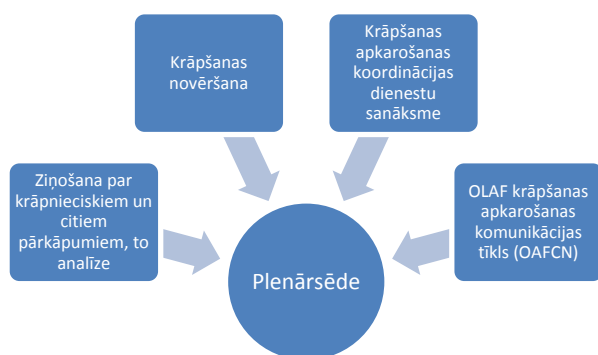 Krāpšanas
novēršana
Krāpšanas
apkarošanas
koordinācijas
dienestu
sanāksme
Ziņošana par
krāpnieciskiem un
citiem
pārkāpumiem, to
analīze
OLAF krāpšanas
apkarošanas
komunikācijas
tīkls (OAFCN)
Plenārsēde